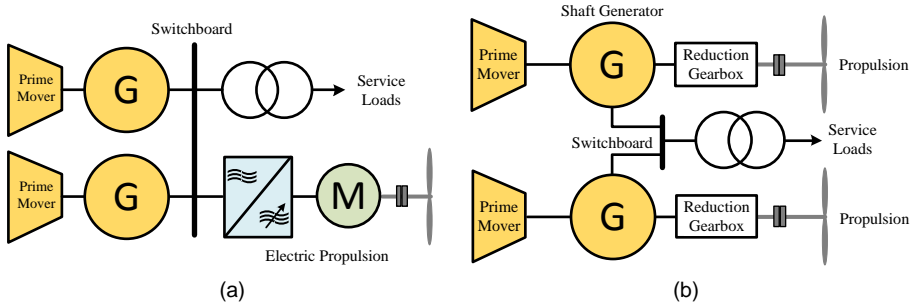 Switchboard
Prime
Mover
G
Service
Loads
Prime
Mover
G
M
Electric Propulsion
(a)
Shaft Generator
Prime
Mover
G
Reduction
Gearbox
Propulsion
Switchboard
Service
Loads
Prime
Mover
G
Reduction
Gearbox
Propulsion
(b)